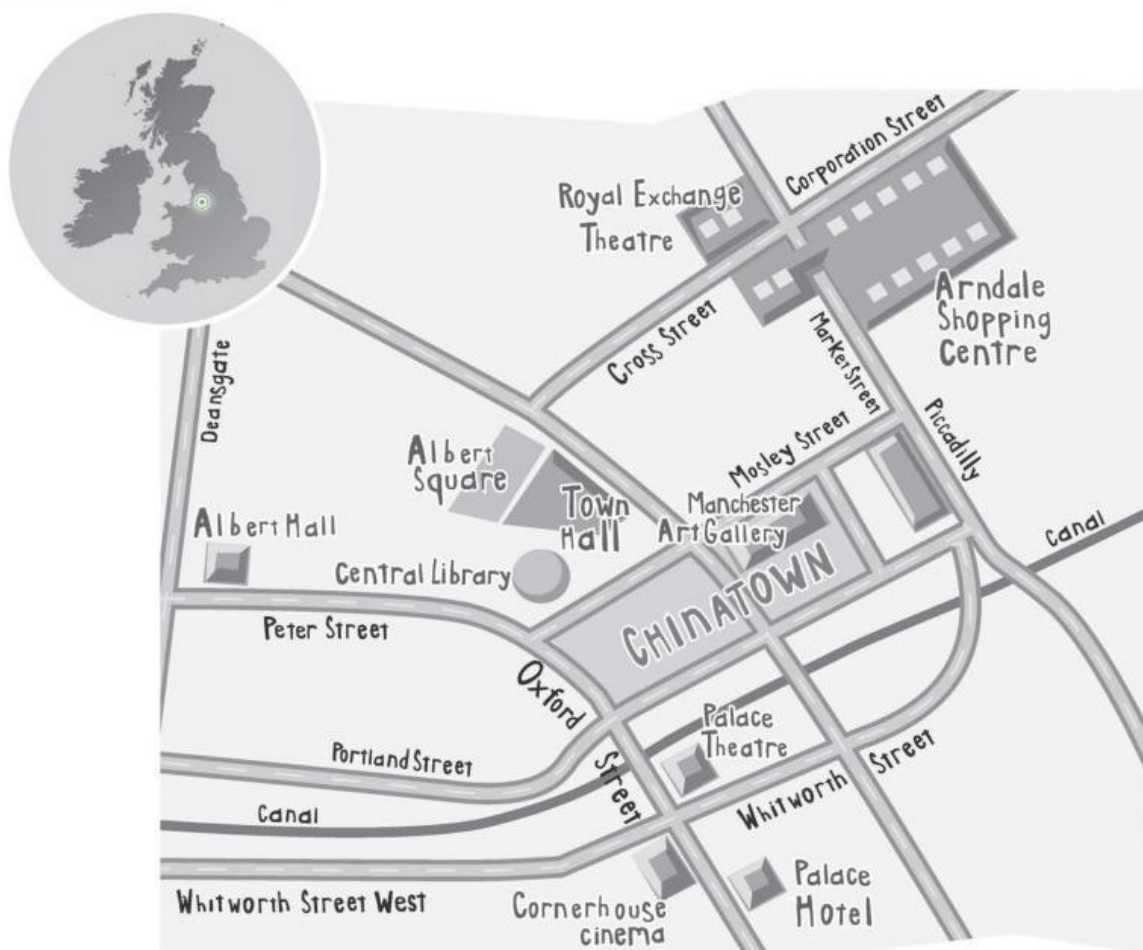 Corporation Street
Royal Exchange
Theatre
Arndale
Shopping
Centre
Cross Street
Market Street
Deansgate
Piccadilly
Mosley Street
Albert
Square
Town
Hall
Manchester
Art Gallery
Canal
Albert Hall
Central Library
CHINATOWN
Peter Street
Oxford
Street
Palace
Theatre
Portland Street
Whitworth
Street
Canal
Whitworth Street West
Cornerhouse
cinema
Palace
Hotel